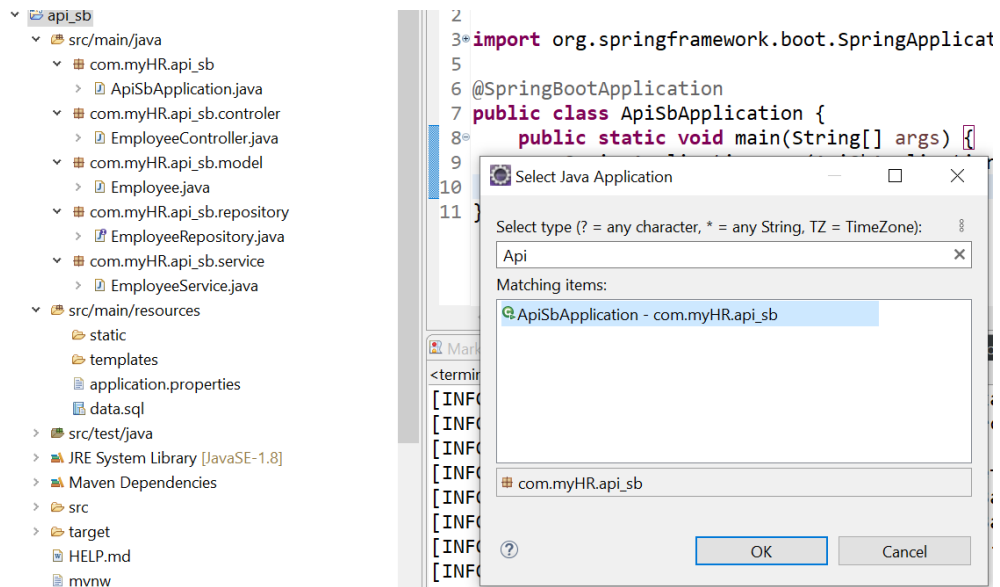 api_sb
src/main/java
com.myHR.api_sb
ApiSbApplication.java
com.myHR.api_sb.controler
EmployeeController.java
com.myHR.api_sb.model
Employee.java
com.myHR.api_sb.repository
EmployeeRepository.java
com.myHR.api_sb.service
EmployeeService.java
src/main/resources
static
templates
application.properties
data.sql
src/test/java
JRE System Library [JavaSE-1.8]
Maven Dependencies
src
target
HELP.md
mvnw
2
3 import org.springframework.boot.SpringApplicat
5
6 @SpringBootApplication
7 public class ApiSbApplication {
8 public static void main(String[] args) {
9
10
11 }
Select Java Application
Select type (? = any character, * = any String, TZ = TimeZone):
Api
Matching items:
ApiSbApplication - com.myHR.api_sb
com.myHR.api_sb
OK
Cancel
Mark
<termin
[INFO
[INFO
[INFO
[INFO
[INFO
[INFO
[INFO
[INFO